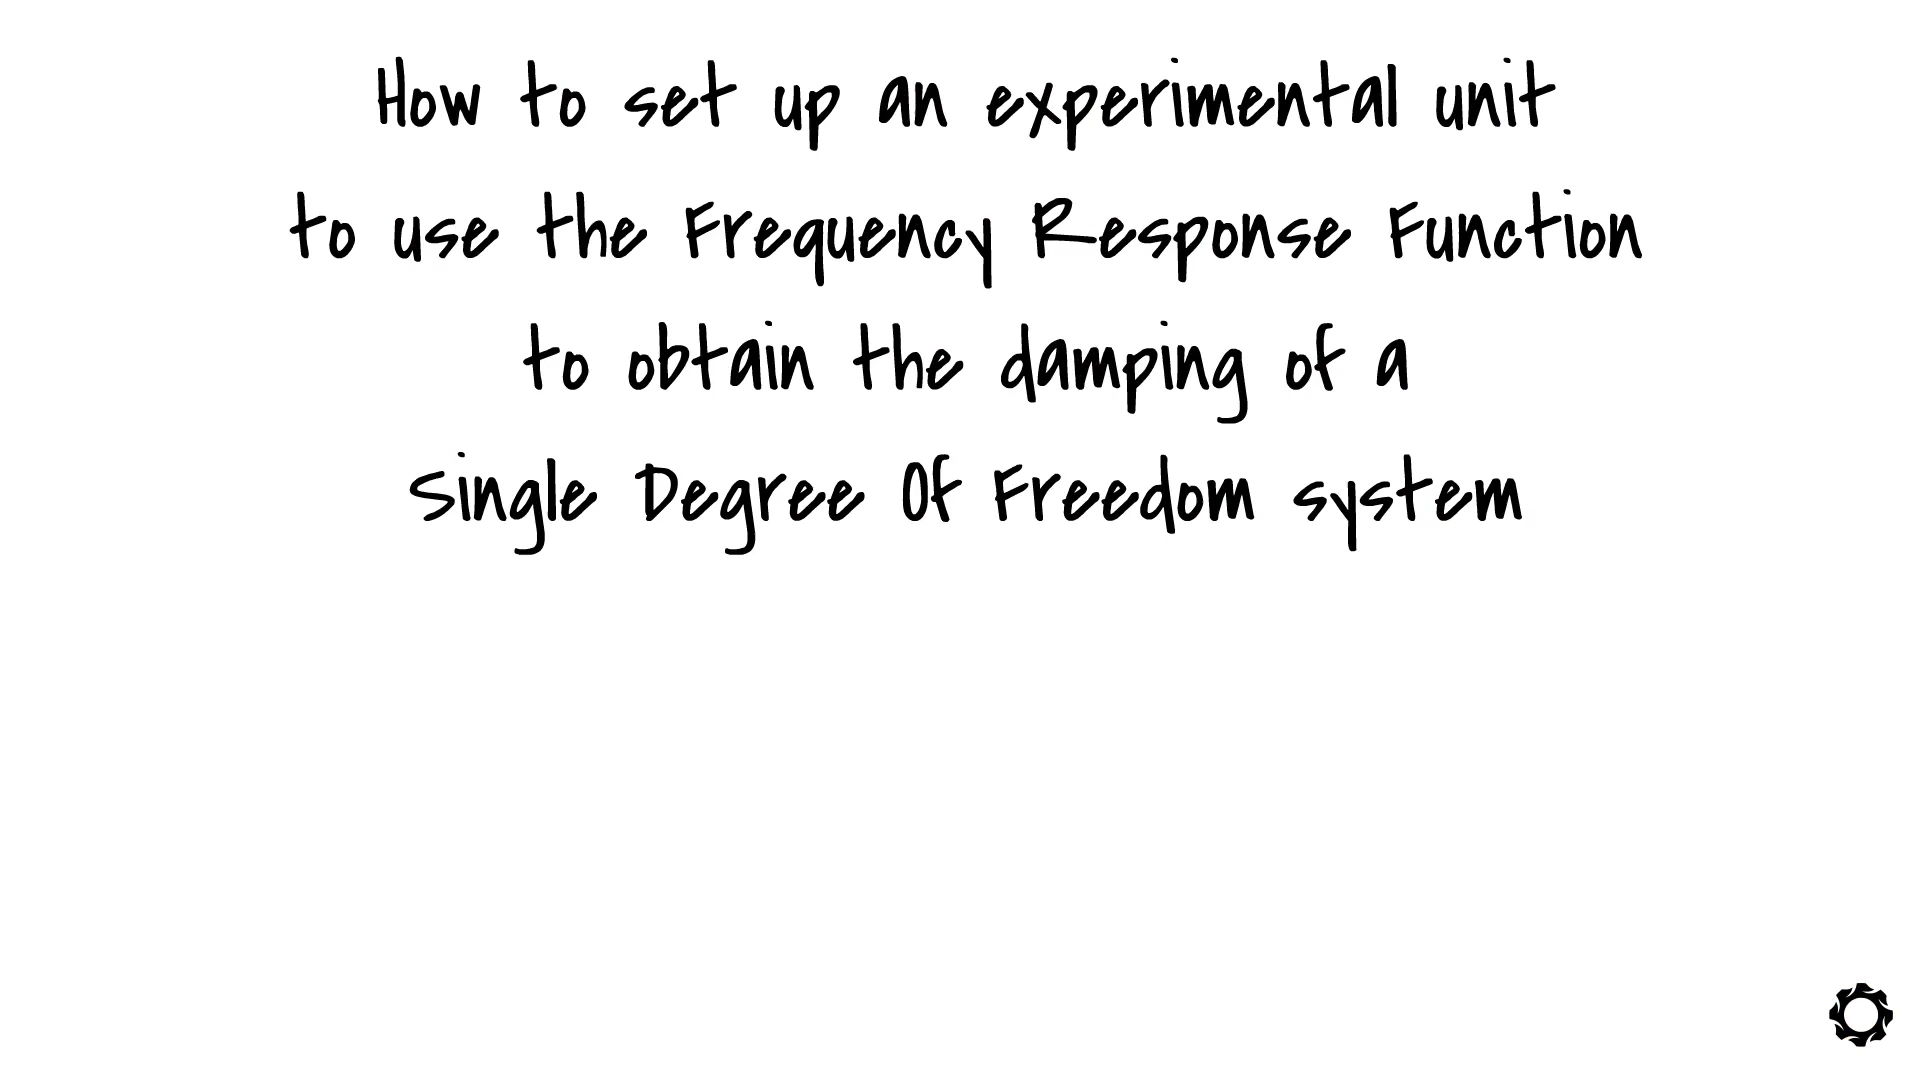 How to set up an experimental unit
to use the Frequency Response Function
to obtain the damping of a
Single Degree Of Freedom system